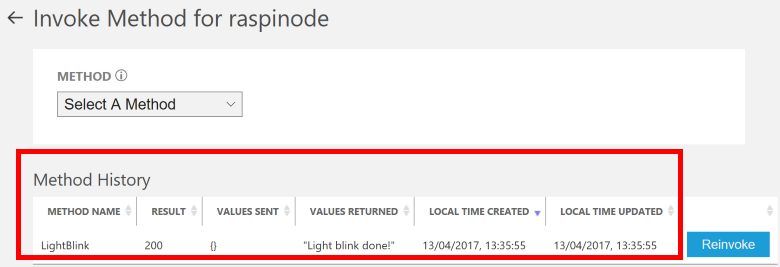 Invoke Method for raspinode
METHOD
Select A Method
Method History
METHOD NAME RESULT VALUES SENT VALUES RETURNED LOCAL TIME CREATED LOCAL TIME UPDATED
LightBlink 200 {} "Light blink done!" 13/04/2017, 13:35:55 13/04/2017, 13:35:55 Reinvoke